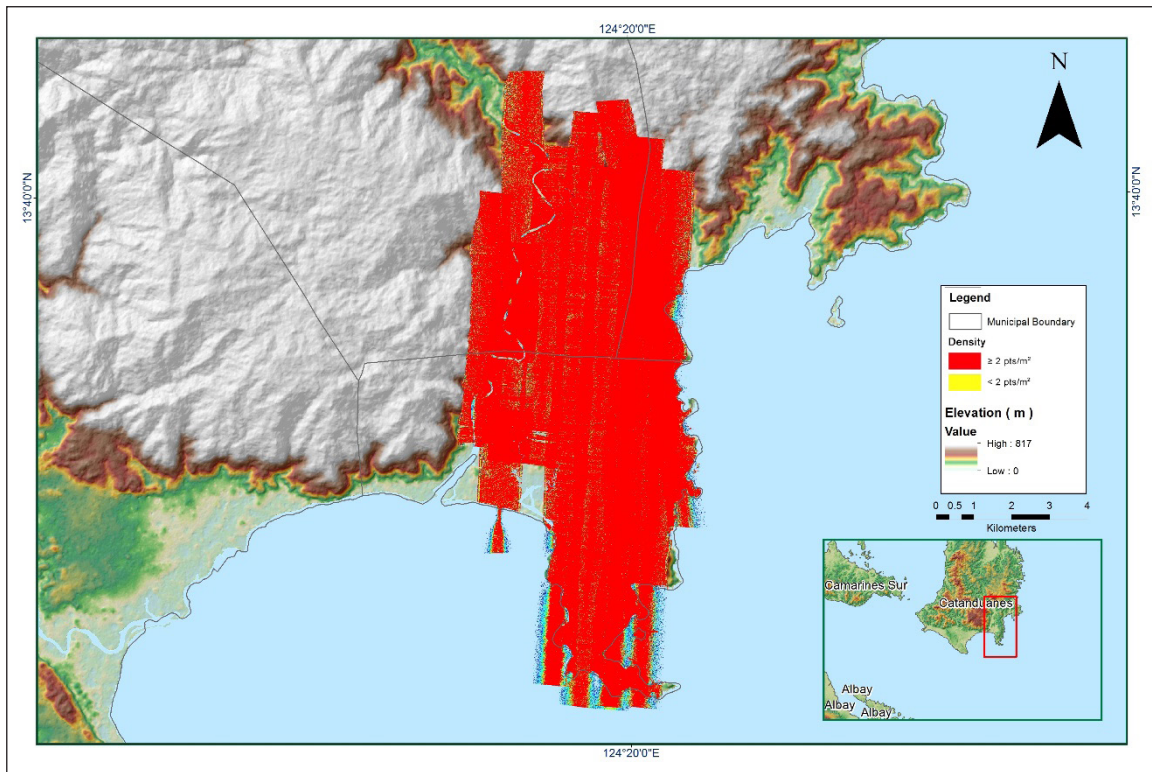 124°20'0"E
N
13°40'0"N
13°40'0"N
Legend
Municipal Boundary
Density
≥ 2 pts/m²
< 2 pts/m²
Elevation ( m )
Value
High : 817
Low : 0
0 0.5 1 2 3 4
Kilometers
Camarines Sur
Catanduanes
Albay
Albay
Albay
124°20'0"E